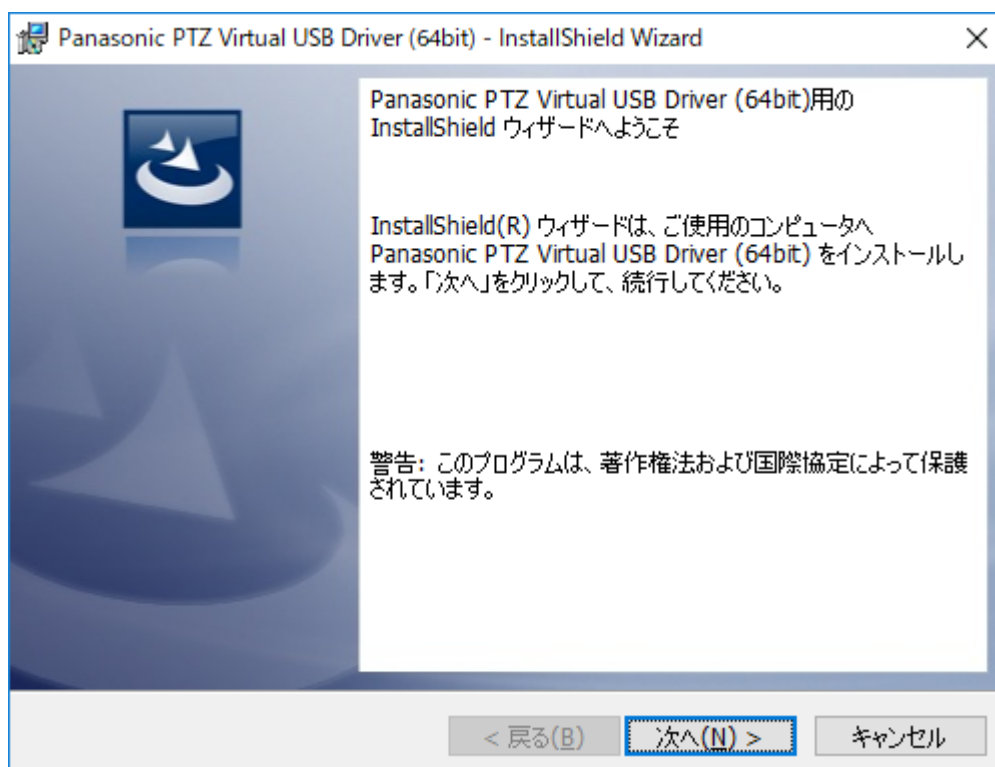 Panasonic PTZ Virtual USB Driver (64bit) - InstallShield Wizard
Panasonic PTZ Virtual USB Driver (64bit)用の
InstallShield ウィザードへようこそ
InstallShield(R) ウィザードは、ご使用のコンピュータへ
Panasonic PTZ Virtual USB Driver (64bit) をインストールし
ます。「次へ」をクリックして、続行してください。
警告: このプログラムは、著作権法および国際協定によって保護
されています。
< 戻る(B)
次へ(N) >
キャンセル